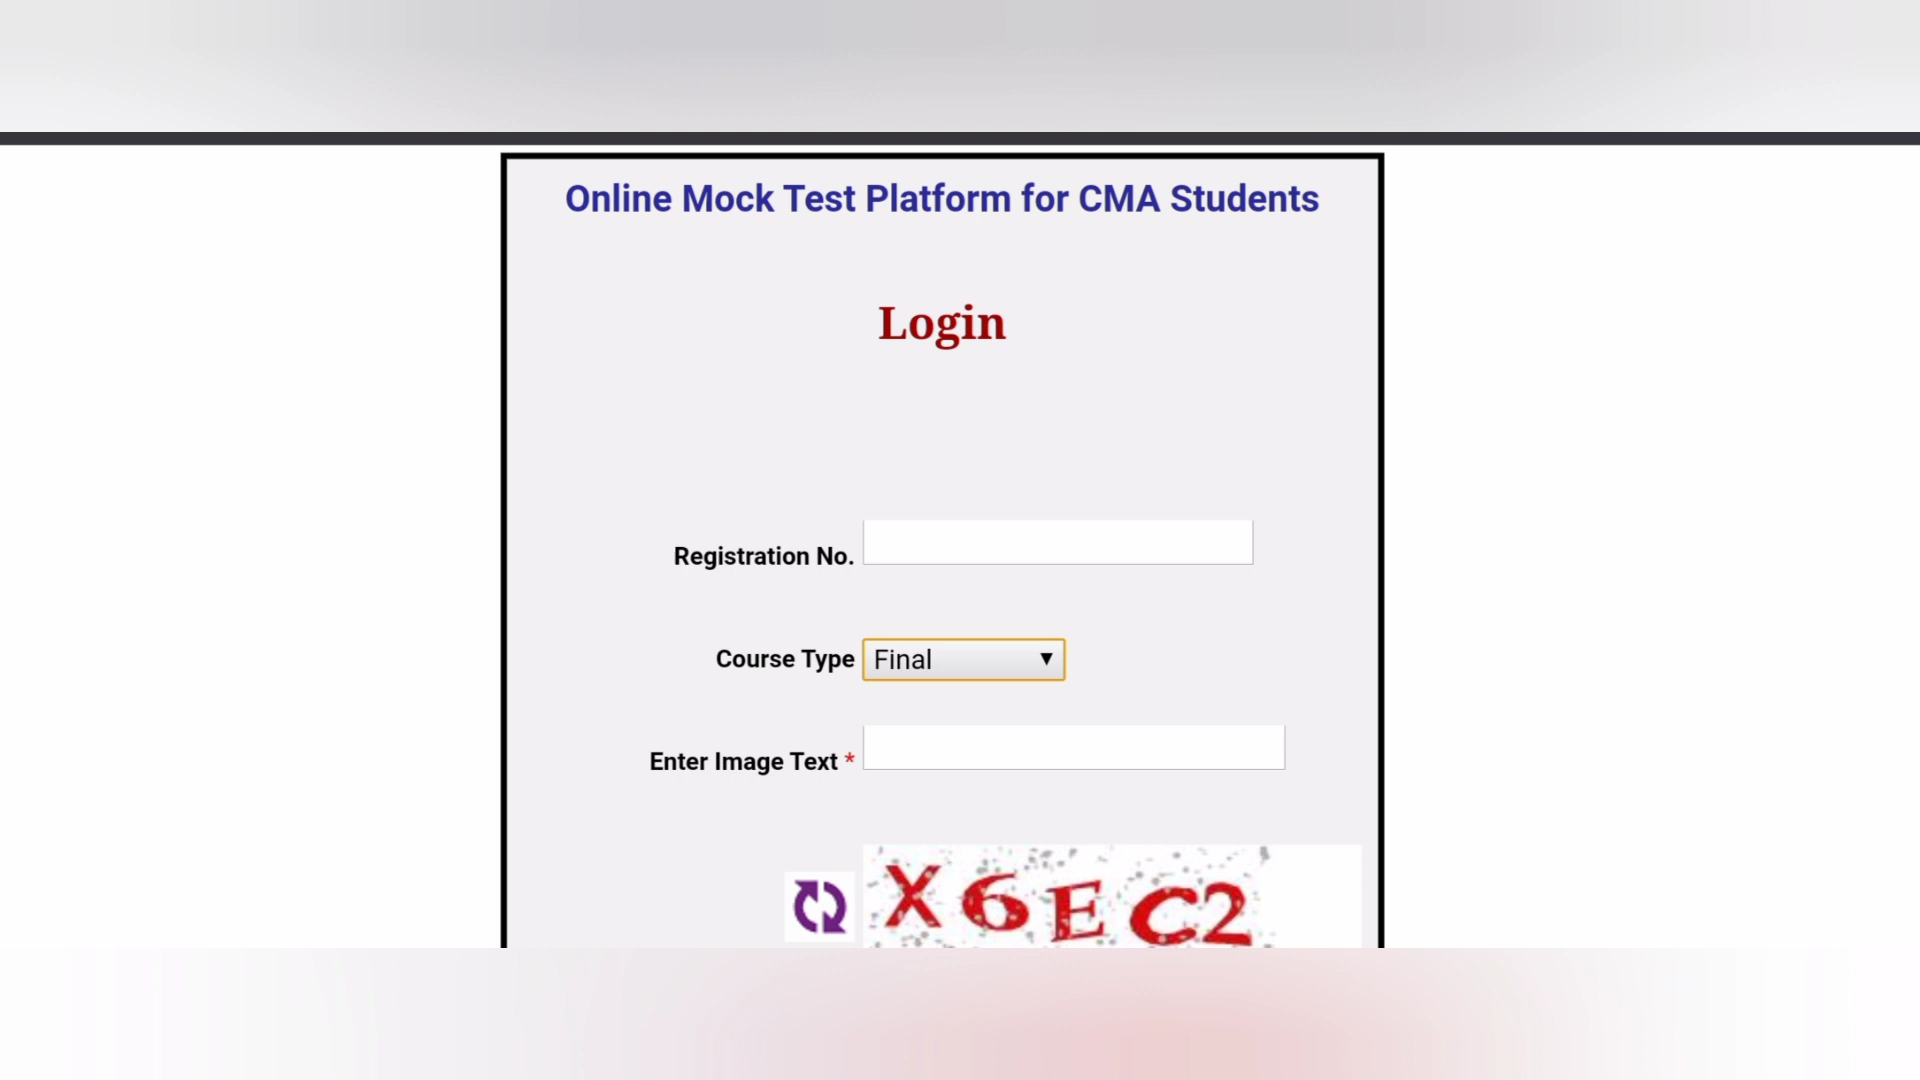 Online Mock Test Platform for CMA Students
Login
Registration No.
Course Type Final ▼
Enter Image Text *
X6EC2